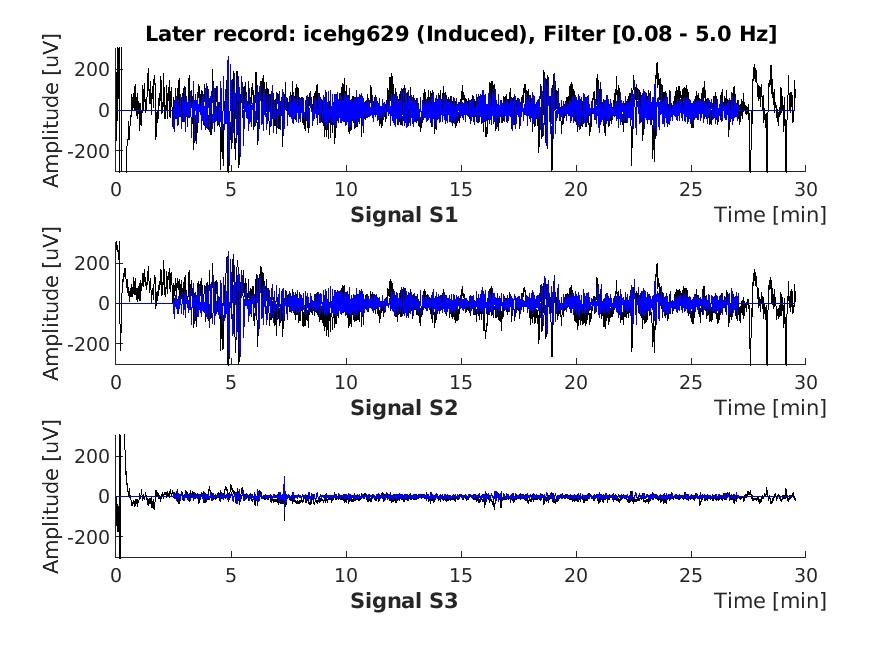 Later record: icehg629 (Induced), Filter [0.08 - 5.0 Hz]
Amplitude [uV]
200
0
-200
0 5 10 15 20 25 30
Signal S1
Time [min]
Amplitude [uV]
200
0
-200
0 5 10 15 20 25 30
Signal S2
Time [min]
Amplitude [uV]
200
0
-200
0 5 10 15 20 25 30
Signal S3
Time [min]